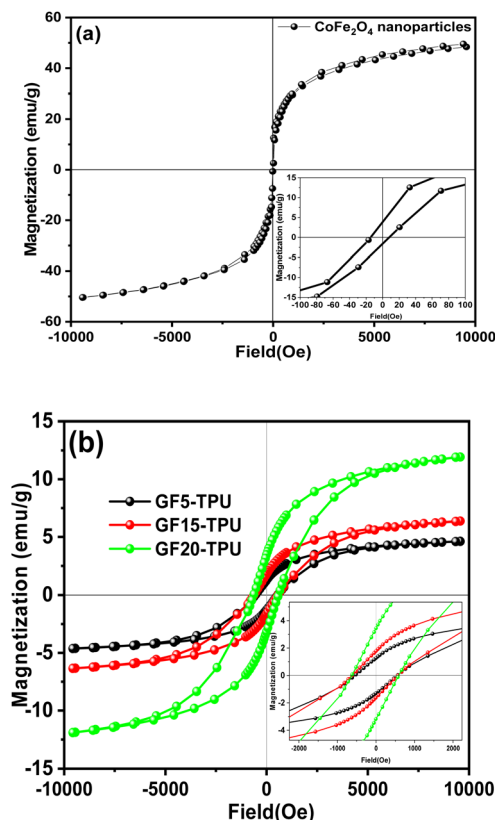 (a)
CoFe₂O₄ nanoparticles
Magnetization (emu/g)
60
40
20
0
-20
-40
-60
-10000 -5000 0 5000 10000
Field(Oe)
Magnetization (emu/g)
15
10
5
0
-5
-10
-15
-100 -80 -60 -40 -20 0 20 40 60 80 100
Field(Oe)
(b)
GF5-TPU
GF15-TPU
GF20-TPU
Magnetization (emu/g)
15
10
5
0
-5
-10
-15
-10000 -5000 0 5000 10000
Field(Oe)
Magnetization (emu/g)
4
2
0
-2
-4
-2000 -1000 0 1000 2000
Field(Oe)